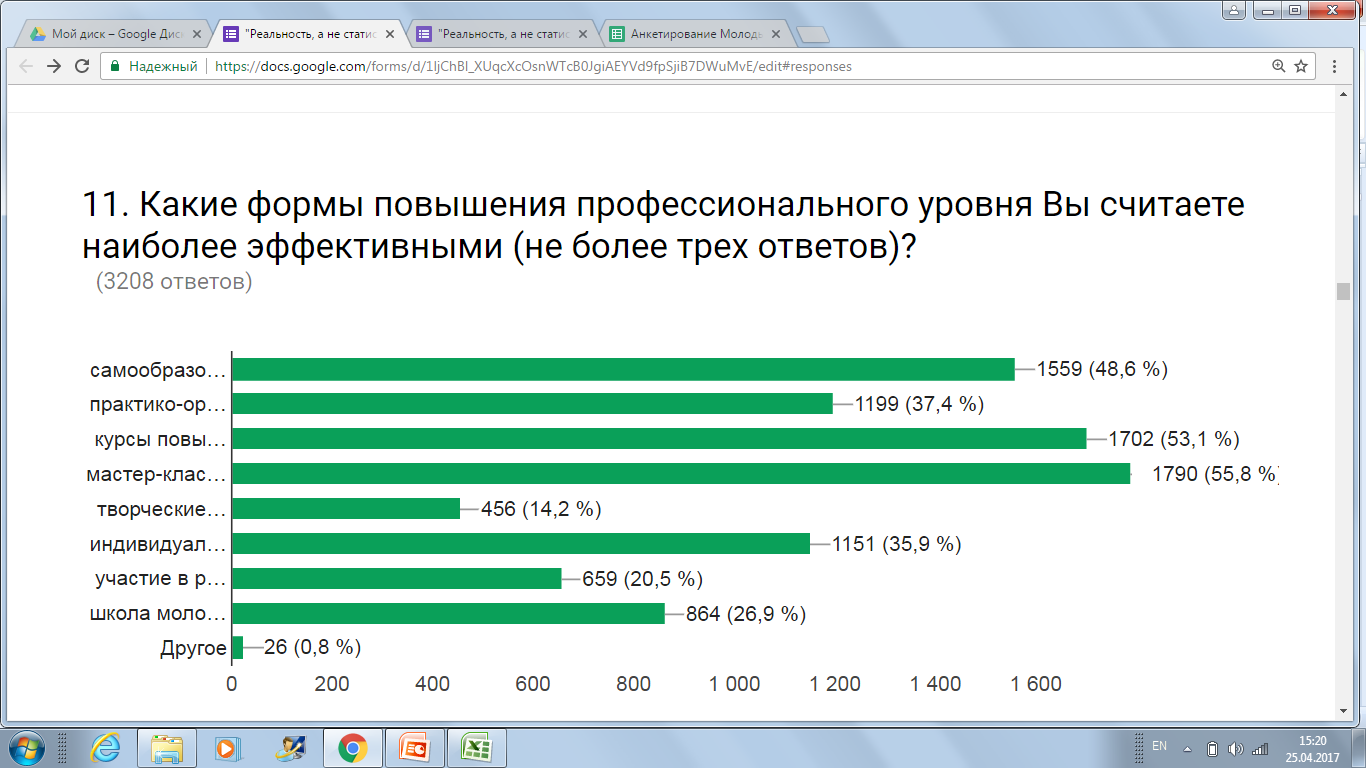 Мой диск – Google Дис
"Реальность, а не статис
"Реальность, а не статис
Анкетирование Молоды
Надежный
https://docs.google.com/forms/d/1IjChBl_XUqcXcOsnWTcB0JgiAEYVd9fpSjiB7DWuMvE/edit#responses
11. Какие формы повышения профессионального уровня Вы считаете
наиболее эффективными (не более трех ответов)?
(3208 ответов)
самообразо… 1559 (48,6 %)
практико-ор… 1199 (37,4 %)
курсы повы… 1702 (53,1 %)
мастер-клас… 1790 (55,8 %)
творческие… 456 (14,2 %)
индивидуал… 1151 (35,9 %)
участие в р… 659 (20,5 %)
школа моло… 864 (26,9 %)
Другое 26 (0,8 %)
0 200 400 600 800 1 000 1 200 1 400 1 600
EN
15:20
25.04.2017